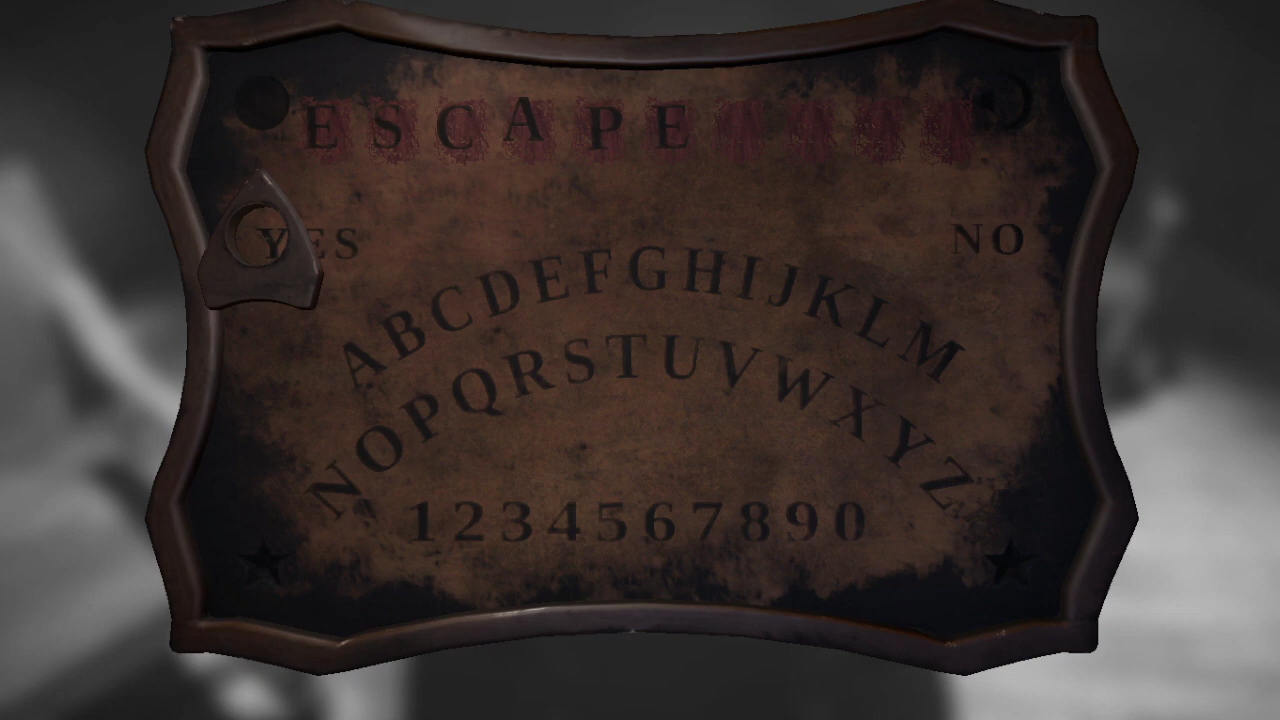 ESCAPE
YES NO
ABCDEFGHIJKLM
NOPQRSTUVWXYZ
1234567890